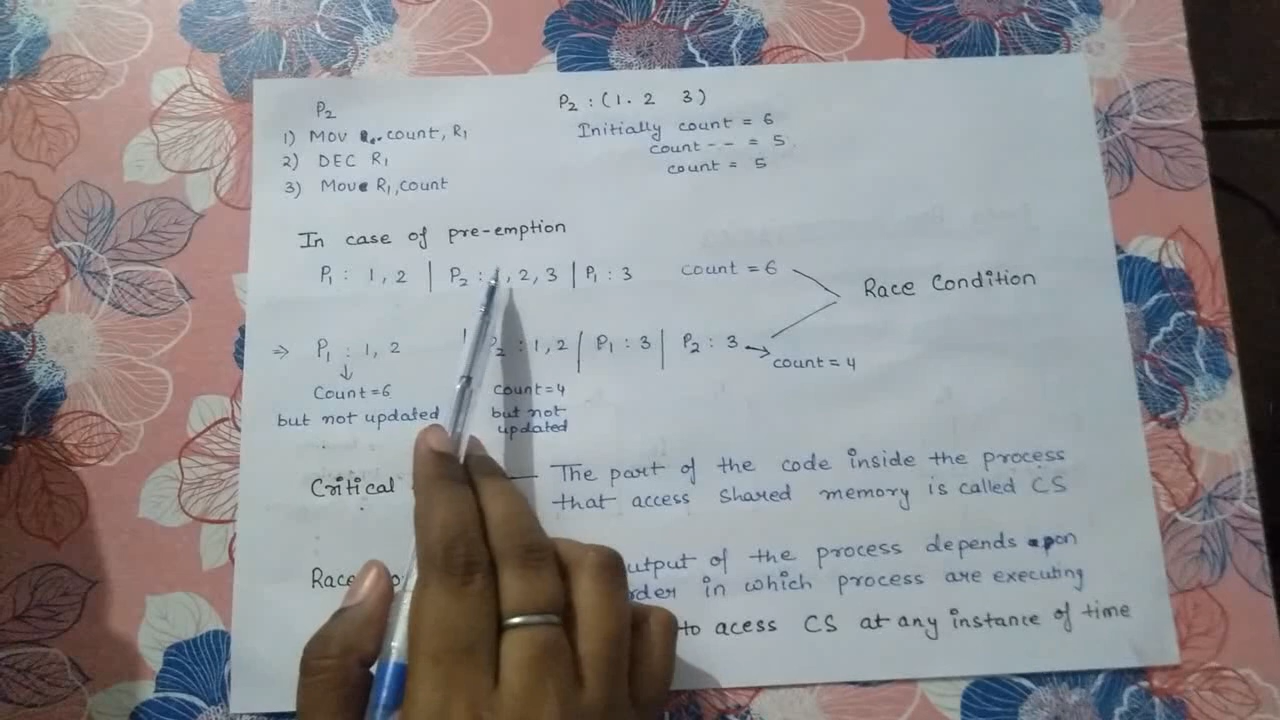 P2
1) Mov count, R1
2) DEC R1
3) Move R1, count
P2 : (1. 2 3)
Initially count = 6
count -- = 5
count = 5
In case of pre-emption
P1 : 1, 2 | P2 : 1, 2, 3 | P1 : 3 count = 6
Race Condition
⇒ P1 : 1, 2 | P2 : 1, 2 | P1 : 3 | P2 : 3 → count = 4
↓
Count = 6
but not updated
count = 4
but not
updated
Critical — The part of the code inside the process
that access shared memory is called CS
Race output of the process depends upon
order in which process are executing
to acess CS at any instance of time